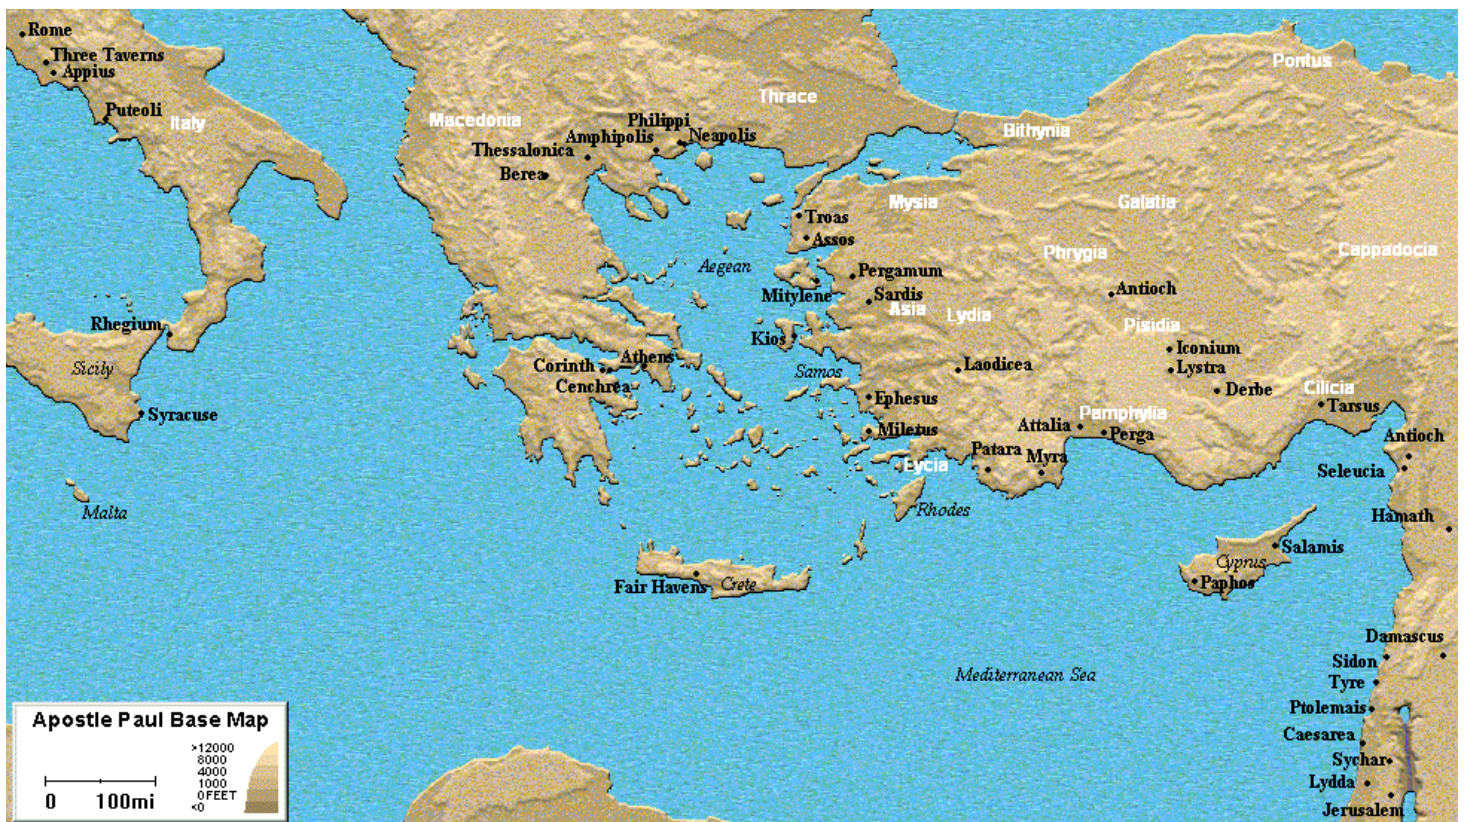 Rome
Three Taverns
Appius
Puteoli
Italy
Macedonia
Thrace
Pontus
Bithynia
Philippi
Amphipolis
Neapolis
Thessalonica
Berea
Mysia
Galatia
Troas
Assos
Phrygia
Cappadocia
Aegean
Pergamum
Mitylene
Sardis
Antioch
Asia
Lydia
Pisidia
Rhegium
Kios
Iconium
Sicily
Corinth
Athens
Samos
Laodicea
Lystra
Cenchrea
Derbe
Cilicia
Ephesus
Tarsus
Syracuse
Pamphylia
Miletus
Attalia
Perga
Antioch
Patara
Myra
Lycia
Seleucia
Malta
Rhodes
Hamath
Salamis
Cyprus
Paphos
Fair Havens
Crete
Damascus
Sidon
Mediterranean Sea
Tyre
Ptolemais
Caesarea
Sychar
Lydda
Jerusalem
Apostle Paul Base Map
>12000
8000
4000
1000
0FEET
<0
0 100mi